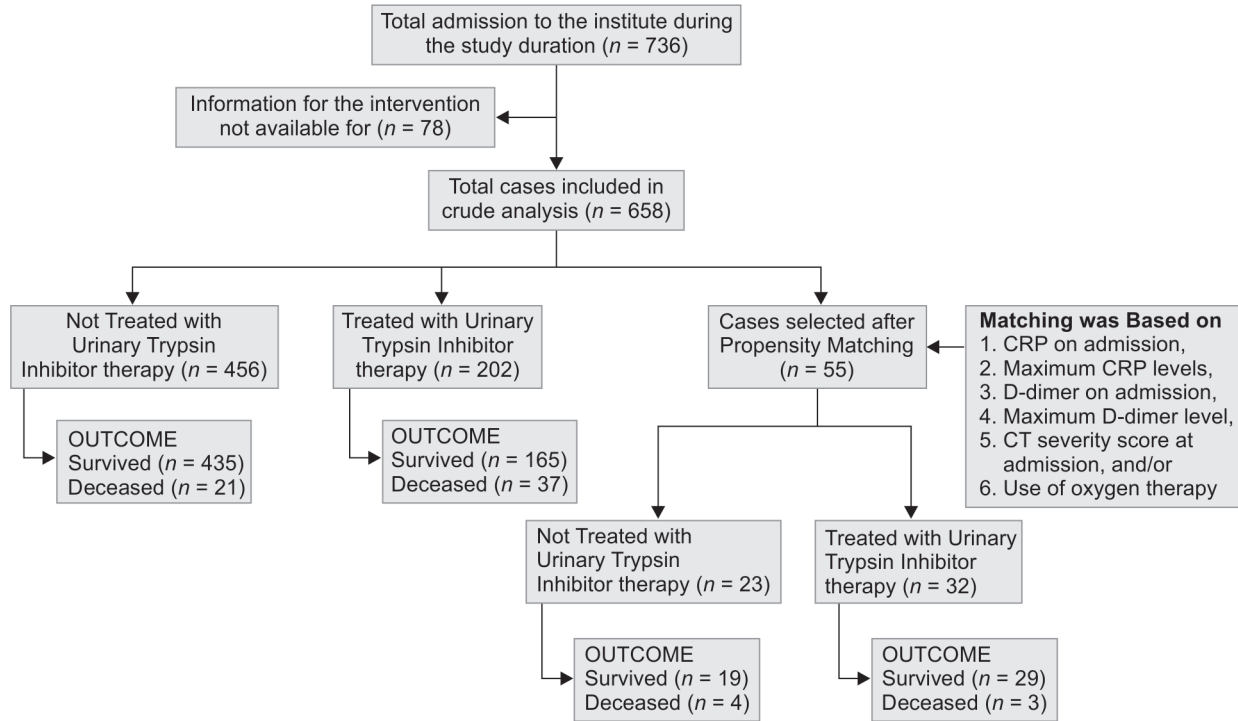 Total admission to the institute during
the study duration (n = 736)
Information for the intervention
not available for (n = 78)
Total cases included in
crude analysis (n = 658)
Not Treated with
Urinary Trypsin
Inhibitor therapy (n = 456)
Treated with Urinary
Trypsin Inhibitor
therapy (n = 202)
Cases selected after
Propensity Matching
(n = 55)
Matching was Based on
1. CRP on admission,
2. Maximum CRP levels,
3. D-dimer on admission,
4. Maximum D-dimer level,
5. CT severity score at
admission, and/or
6. Use of oxygen therapy
OUTCOME
Survived (n = 435)
Deceased (n = 21)
OUTCOME
Survived (n = 165)
Deceased (n = 37)
Not Treated with
Urinary Trypsin
Inhibitor therapy (n = 23)
Treated with Urinary
Trypsin Inhibitor
therapy (n = 32)
OUTCOME
Survived (n = 19)
Deceased (n = 4)
OUTCOME
Survived (n = 29)
Deceased (n = 3)